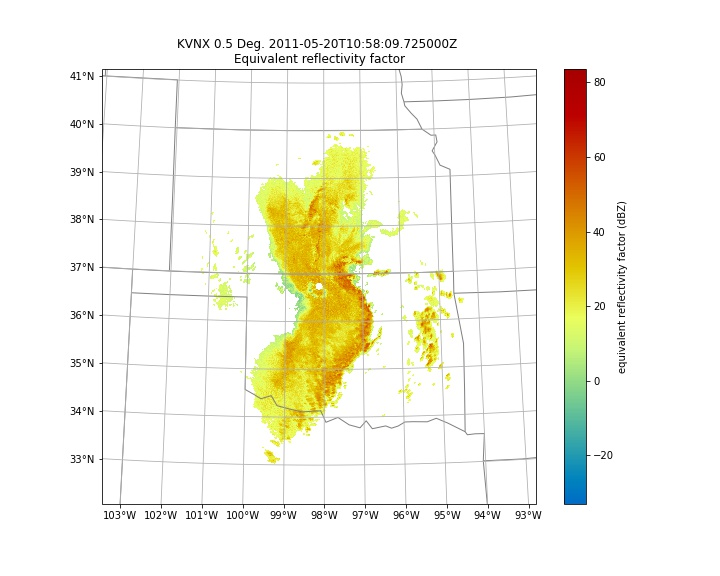 KVNX 0.5 Deg. 2011-05-20T10:58:09.725000Z
Equivalent reflectivity factor
41°N
40°N
39°N
38°N
37°N
36°N
35°N
34°N
33°N
103°W 102°W 101°W 100°W 99°W 98°W 97°W 96°W 95°W 94°W 93°W
80
60
40
20
0
−20
equivalent reflectivity factor (dBZ)